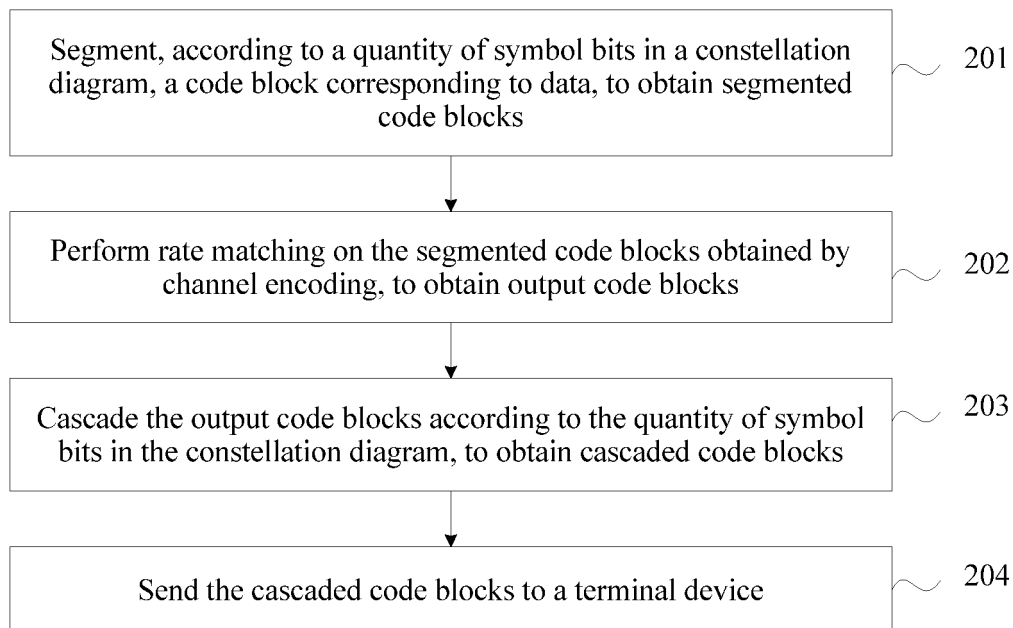 Segment, according to a quantity of symbol bits in a constellation
diagram, a code block corresponding to data, to obtain segmented
code blocks
201
Perform rate matching on the segmented code blocks obtained by
channel encoding, to obtain output code blocks
202
Cascade the output code blocks according to the quantity of symbol
bits in the constellation diagram, to obtain cascaded code blocks
203
Send the cascaded code blocks to a terminal device
204